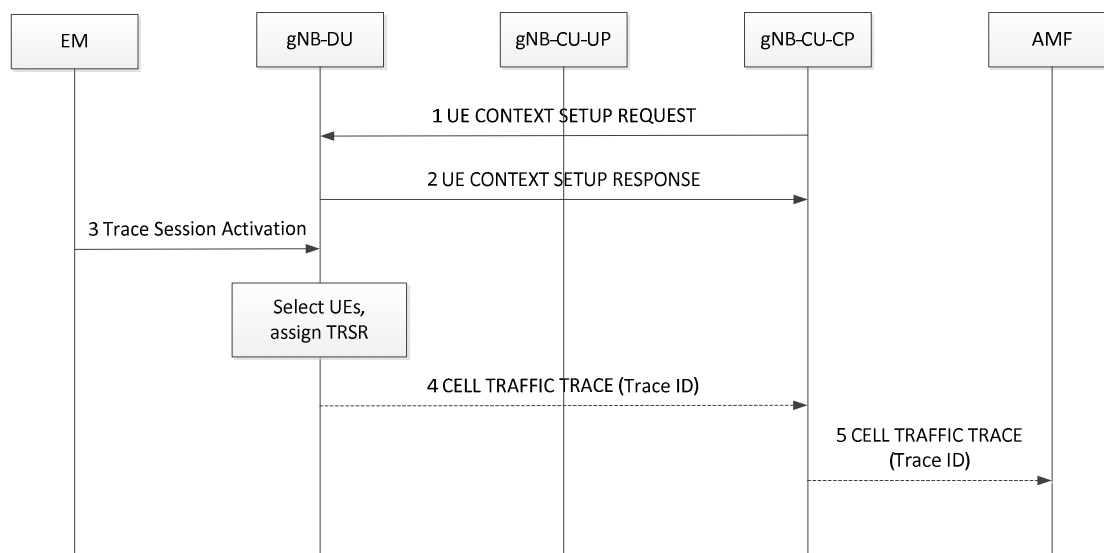 EM
gNB-DU
gNB-CU-UP
gNB-CU-CP
AMF
1 UE CONTEXT SETUP REQUEST
2 UE CONTEXT SETUP RESPONSE
3 Trace Session Activation
Select UEs,
assign TRSR
4 CELL TRAFFIC TRACE (Trace ID)
5 CELL TRAFFIC TRACE
(Trace ID)